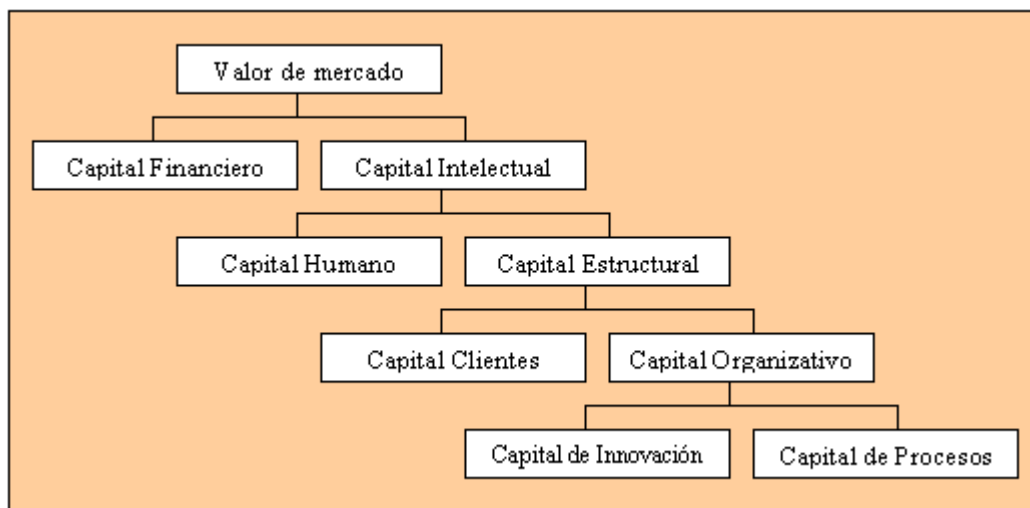 Valor de mercado
Capital Financiero
Capital Intelectual
Capital Humano
Capital Estructural
Capital Clientes
Capital Organizativo
Capital de Innovación
Capital de Procesos